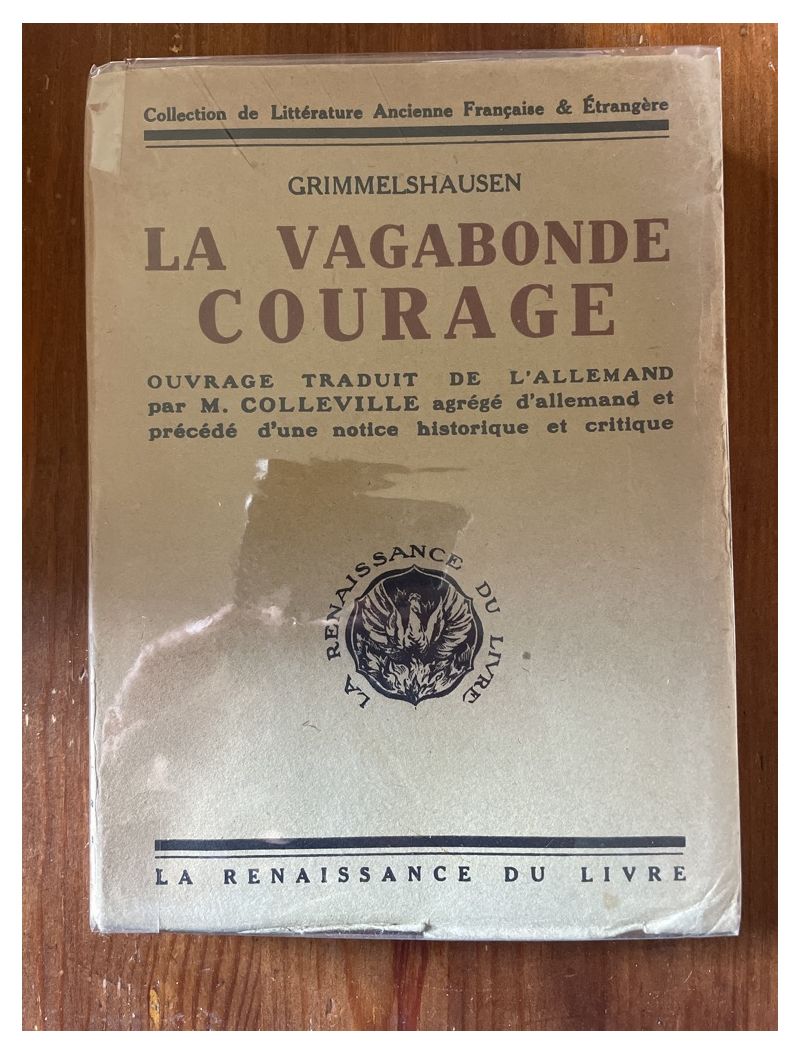 Collection de Littérature Ancienne Française & Étrangère
GRIMMELSHAUSEN
LA VAGABONDE
COURAGE
OUVRAGE TRADUIT DE L'ALLEMAND
par M. COLLEVILLE agrégé d'allemand et
précédé d'une notice historique et critique
LA RENAISSANCE DU LIVRE
LA RENAISSANCE DU LIVRE